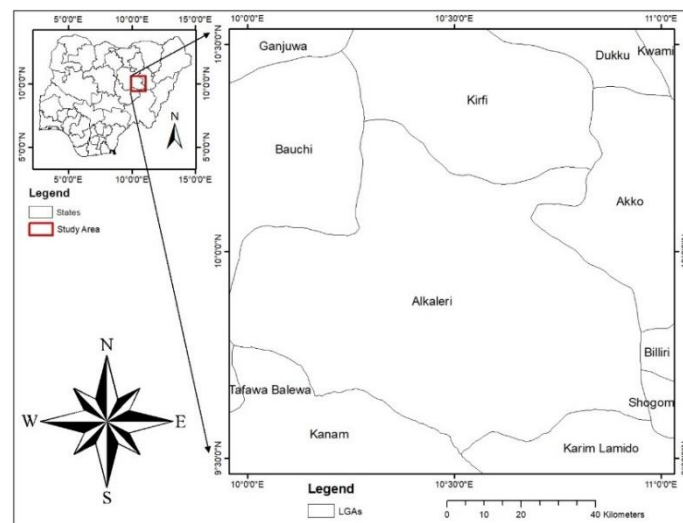 5°0'0"E 10°0'0"E 15°0'0"E
10°0'0"N
5°0'0"N
10°0'0"N
5°0'0"N
5°0'0"E 10°0'0"E 15°0'0"E
Legend
States
Study Area
N
W E
S
10°0'0"E 10°30'0"E 11°0'0"E
10°30'0"N
10°0'0"N
9°30'0"N
Ganjuwa
Dukku
Kwami
Kirfi
Bauchi
Akko
Alkaleri
Billiri
Tafawa Balewa
Shogom
Kanam
Karim Lamido
10°0'0"E 10°30'0"E 11°0'0"E
Legend
LGAs
0 10 20 40 Kilometers